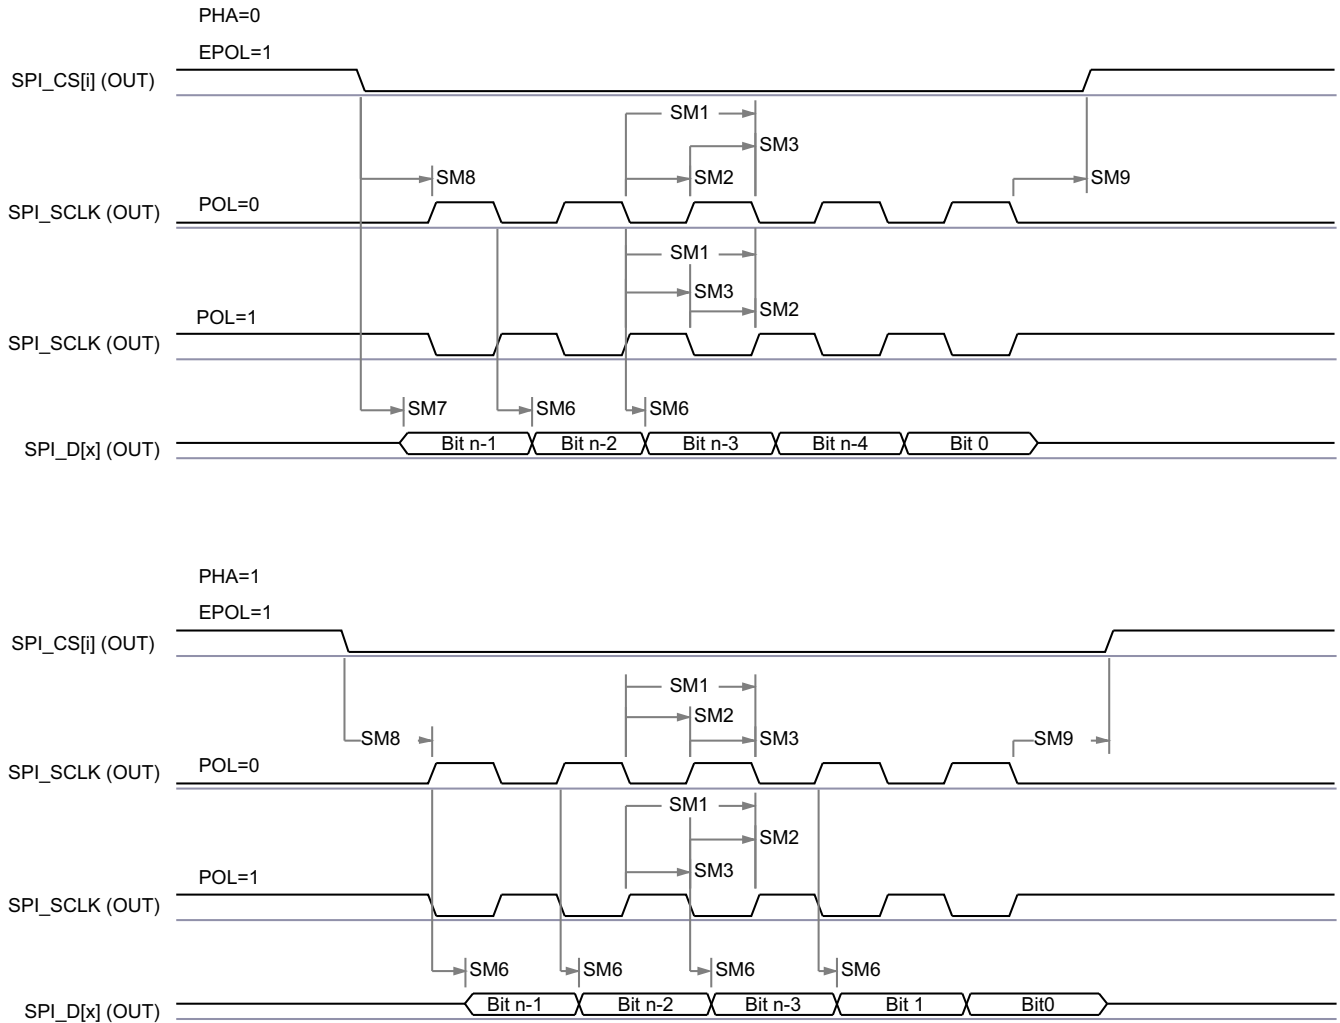 PHA=0
EPOL=1
SPI_CS[i] (OUT)
SM1
SM3
SM8
SM2
SM9
SPI_SCLK (OUT)
POL=0
SM1
SM3
SM2
POL=1
SPI_SCLK (OUT)
SM7
SM6
SM6
SPI_D[x] (OUT)
Bit n-1
Bit n-2
Bit n-3
Bit n-4
Bit 0
PHA=1
EPOL=1
SPI_CS[i] (OUT)
SM1
SM2
SM8
SM3
SM9
SPI_SCLK (OUT)
POL=0
SM1
SM2
SM3
POL=1
SPI_SCLK (OUT)
SM6
SM6
SM6
SM6
SPI_D[x] (OUT)
Bit n-1
Bit n-2
Bit n-3
Bit 1
Bit0